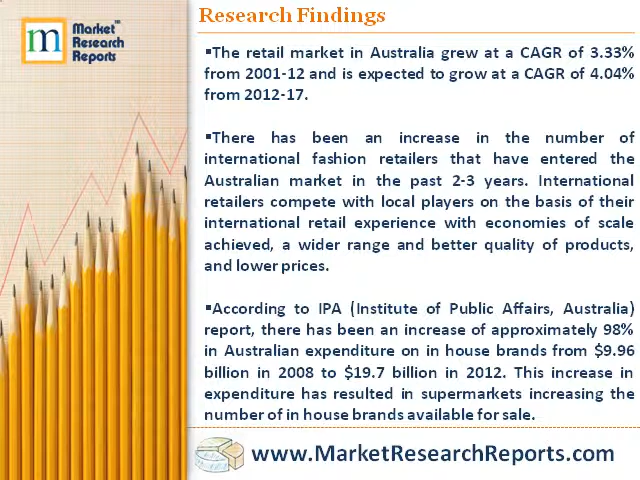 m
Market
Research
Reports
Research Findings
▪The retail market in Australia grew at a CAGR of 3.33%
from 2001-12 and is expected to grow at a CAGR of 4.04%
from 2012-17.
▪There has been an increase in the number of
international fashion retailers that have entered the
Australian market in the past 2-3 years. International
retailers compete with local players on the basis of their
international retail experience with economies of scale
achieved, a wider range and better quality of products,
and lower prices.
▪According to IPA (Institute of Public Affairs, Australia)
report, there has been an increase of approximately 98%
in Australian expenditure on in house brands from $9.96
billion in 2008 to $19.7 billion in 2012. This increase in
expenditure has resulted in supermarkets increasing the
number of in house brands available for sale.
www.MarketResearchReports.com